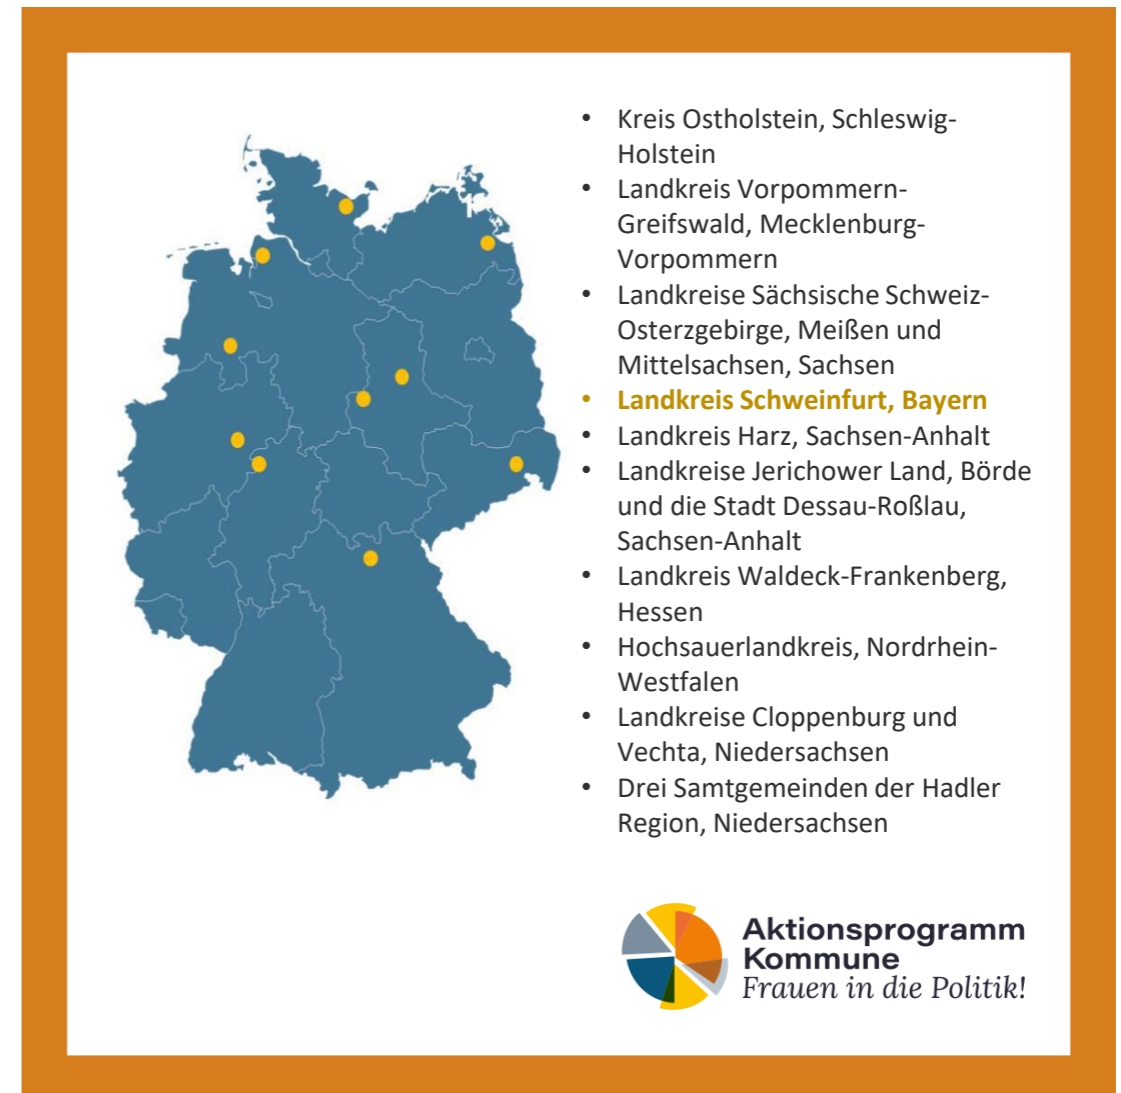 • Kreis Ostholstein, Schleswig-
Holstein
• Landkreis Vorpommern-
Greifswald, Mecklenburg-
Vorpommern
• Landkreise Sächsische Schweiz-
Osterzgebirge, Meißen und
Mittelsachsen, Sachsen
• Landkreis Schweinfurt, Bayern
• Landkreis Harz, Sachsen-Anhalt
• Landkreise Jerichower Land, Börde
und die Stadt Dessau-Roßlau,
Sachsen-Anhalt
• Landkreis Waldeck-Frankenberg,
Hessen
• Hochsauerlandkreis, Nordrhein-
Westfalen
• Landkreise Cloppenburg und
Vechta, Niedersachsen
• Drei Samtgemeinden der Hadler
Region, Niedersachsen
Aktionsprogramm
Kommune
Frauen in die Politik!